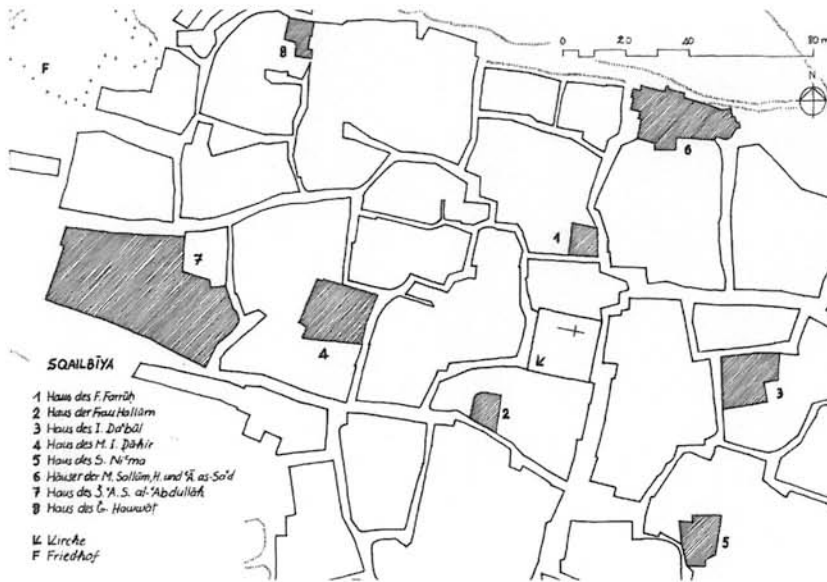 8
F
0 20 40 80 m
N
6
1
7
4
K
3
2
5
SQAILBĪYA
1 Haus des F. Farrūḥ
2 Haus der Frau Hallūm
3 Haus des I. Daʿbūl
4 Haus des M. I. Ḍāhir
5 Haus des S. Niʿma
6 Häuser der M. Sallūm, H. und ʿĀ. as-Saʿd
7 Haus des Š. ʿA. S. al-ʿAbdullāh
8 Haus des Ǧ. Hauwāt
K Kirche
F Friedhof